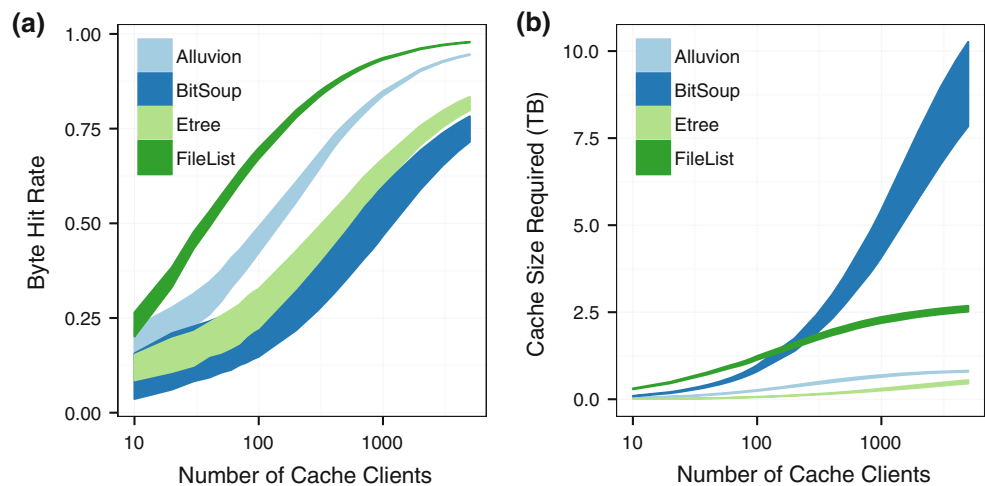 (a)
1.00
0.75
0.50
0.25
0.00
Byte Hit Rate
Alluvion
BitSoup
Etree
FileList
10
100
1000
Number of Cache Clients
(b)
10.0
7.5
5.0
2.5
0.0
Cache Size Required (TB)
Alluvion
BitSoup
Etree
FileList
10
100
1000
Number of Cache Clients